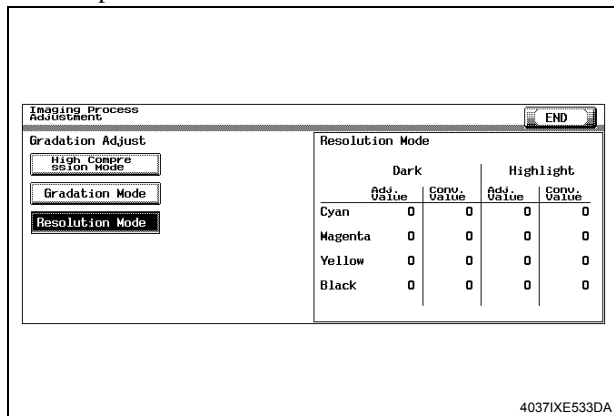 Imaging Process
Adjustment
END
Gradation Adjust
High Compre
ssion Mode
Gradation Mode
Resolution Mode
Resolution Mode
Dark Highlight
Adj. Conv. Adj. Conv.
Value Value Value Value
Cyan 0 0 0 0
Magenta 0 0 0 0
Yellow 0 0 0 0
Black 0 0 0 0
4037IXE533DA